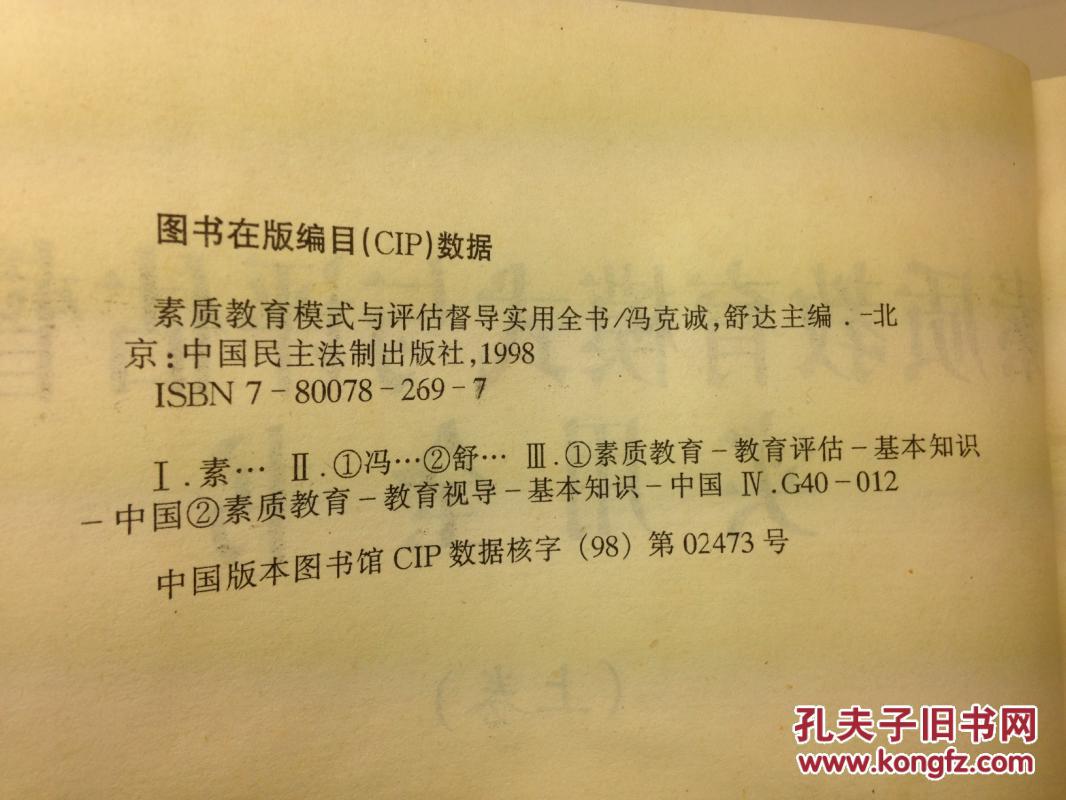 图书在版编目(CIP)数据
素质教育模式与评估督导实用全书/冯克诚,舒达主编.-北
京:中国民主法制出版社,1998
ISBN 7-80078-269-7
Ⅰ.素… Ⅱ.①冯…②舒… Ⅲ.①素质教育-教育评估-基本知识
-中国②素质教育-教育视导-基本知识-中国 Ⅳ.G40-012
中国版本图书馆CIP数据核字(98)第02473号
(上卷)
孔夫子旧书网
www.kongfz.com